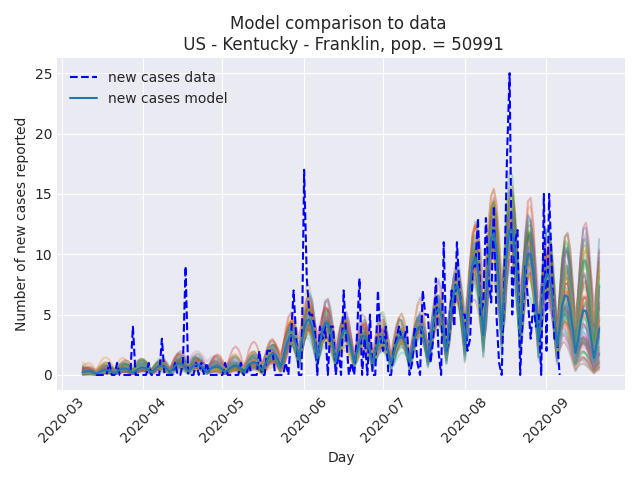 Model comparison to data
US - Kentucky - Franklin, pop. = 50991
new cases data
new cases model
Number of new cases reported
25
20
15
10
5
0
2020-03
2020-04
2020-05
2020-06
2020-07
2020-08
2020-09
Day